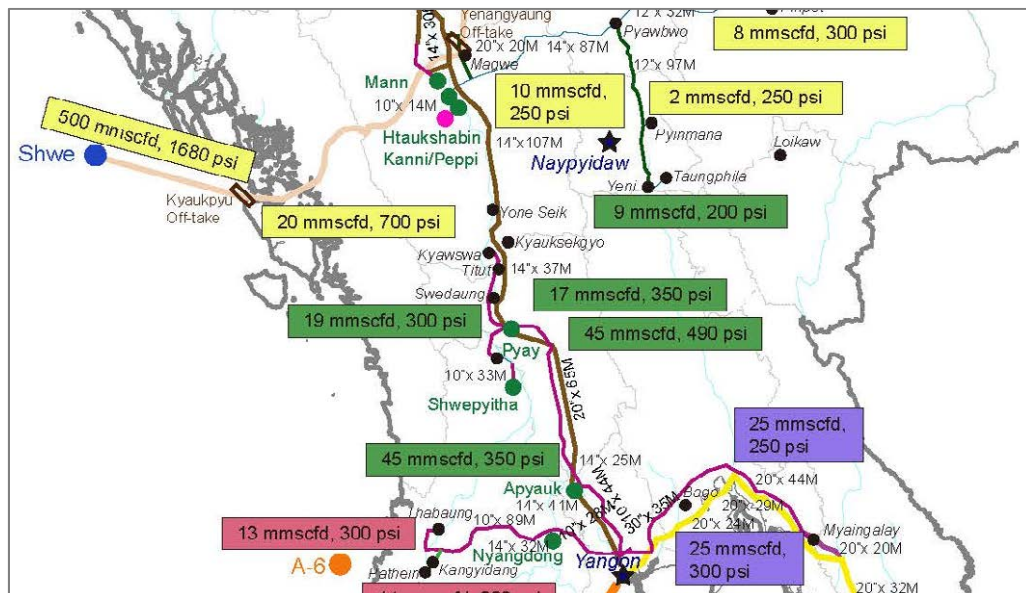 Yenangyaung
Off-take
14"x 30
20"x 20M
14"x 87M
Magwe
12"x 32M
Pyawbwo
8 mmscfd, 300 psi
12"x 97M
Mann
10"x 14M
Htaukshabin
Kanni/Peppi
10 mmscfd,
250 psi
2 mmscfd, 250 psi
Pyinmana
14"x107M
Naypyidaw
Loikaw
Taungphila
Yeni
9 mmscfd, 200 psi
500 mmscfd, 1680 psi
Shwe
Kyaukpyu
Off-take
20 mmscfd, 700 psi
Yone Seik
Kyauksekgyo
Kyawswa
Titut
14"x 37M
Swedaung
17 mmscfd, 350 psi
19 mmscfd, 300 psi
45 mmscfd, 490 psi
Pyay
10"x 33M
Shwepyitha
20"x 65M
25 mmscfd,
250 psi
45 mmscfd, 350 psi
14"x 25M
Apyauk
14"x 41M
20"x 44M
Bago
30"x 35M
20"x 29M
20"x 24M
Myaingalay
20"x 20M
20"x 32M
13 mmscfd, 300 psi
10"x 89M
14"x 32M
Nyangdong
10"x 28M
Yangon
25 mmscfd,
300 psi
A-6
Kangyidang